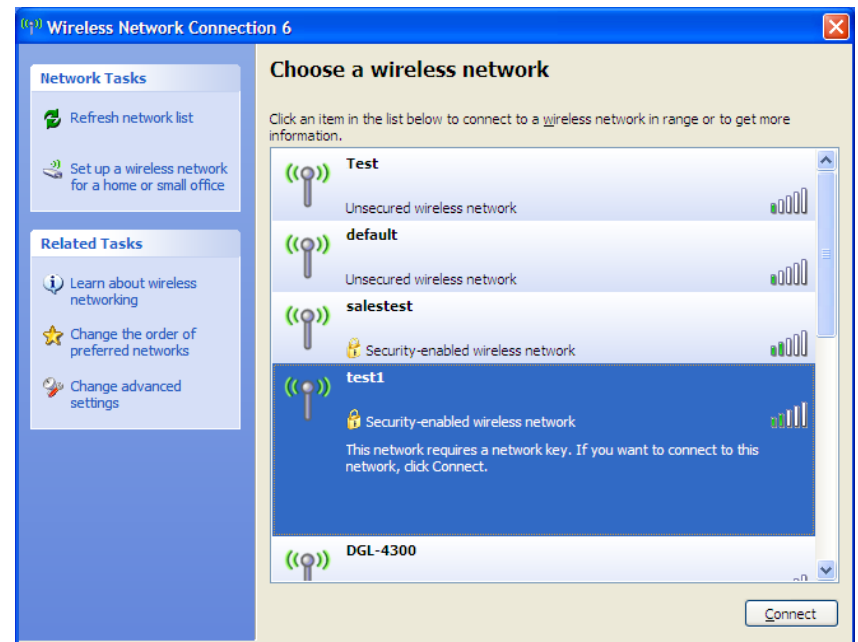 Wireless Network Connection 6
Network Tasks
Refresh network list
Set up a wireless network
for a home or small office
Related Tasks
Learn about wireless
networking
Change the order of
preferred networks
Change advanced
settings
Choose a wireless network
Click an item in the list below to connect to a wireless network in range or to get more
information.
Test
Unsecured wireless network
default
Unsecured wireless network
salestest
Security-enabled wireless network
test1
Security-enabled wireless network
This network requires a network key. If you want to connect to this
network, click Connect.
DGL-4300
Connect